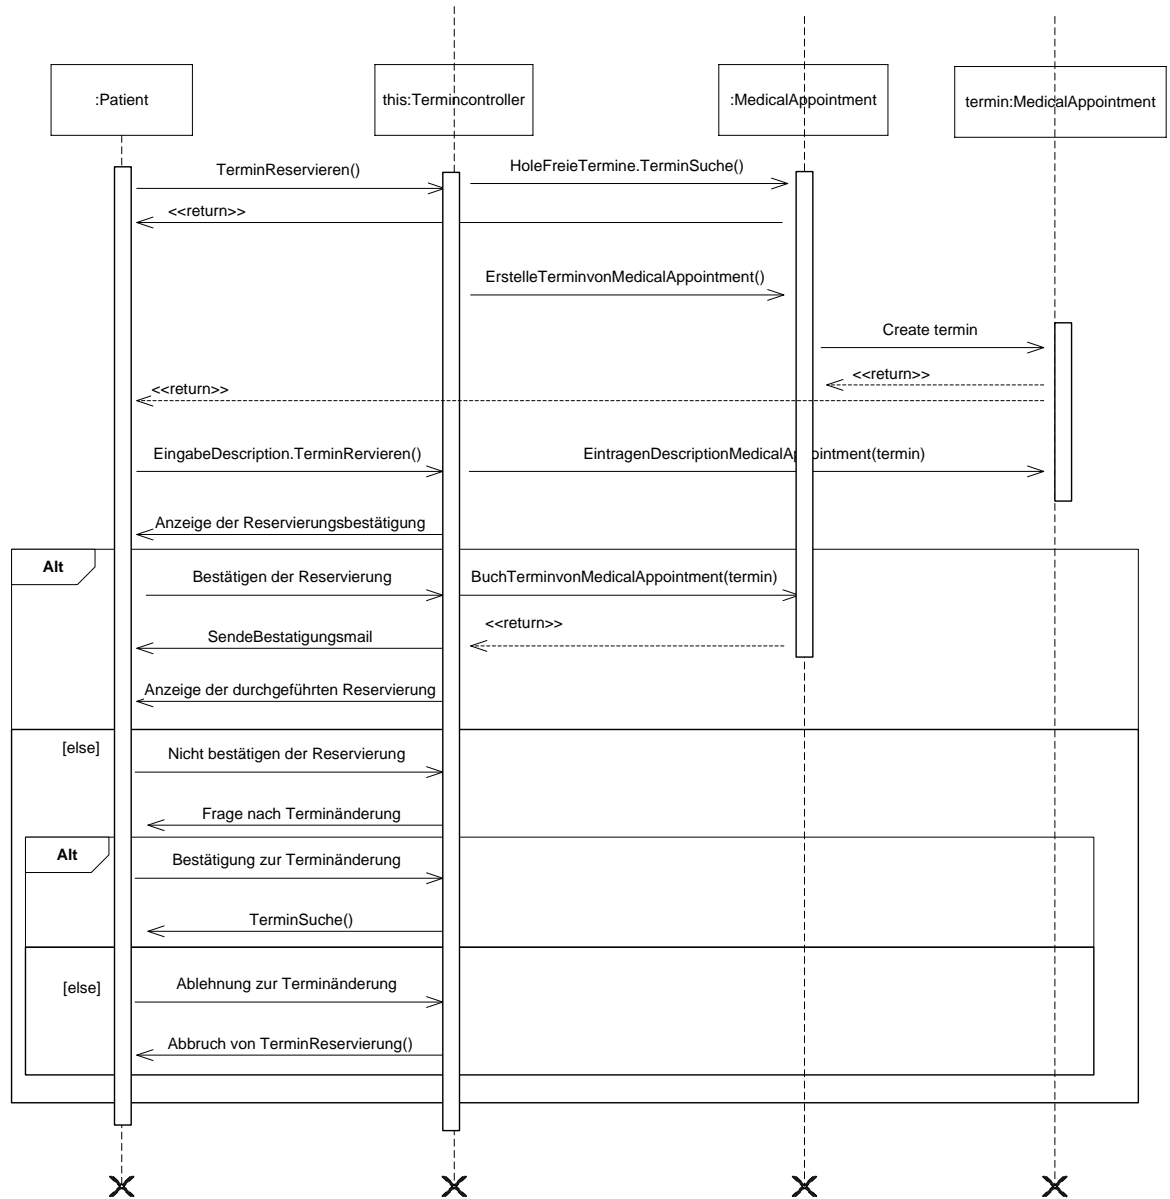 :Patient
this:Termincontroller
:MedicalAppointment
termin:MedicalAppointment
TerminReservieren()
HoleFreieTermine.TerminSuche()
<<return>>
ErstelleTerminvonMedicalAppointment()
Create termin
<<return>>
<<return>>
EingabeDescription.TerminRervieren()
EintragenDescriptionMedicalAppointment(termin)
Anzeige der Reservierungsbestätigung
Alt
Bestätigen der Reservierung
BuchTerminvonMedicalAppointment(termin)
<<return>>
SendeBestatigungsmail
Anzeige der durchgeführten Reservierung
[else]
Nicht bestätigen der Reservierung
Frage nach Terminänderung
Alt
Bestätigung zur Terminänderung
TerminSuche()
[else]
Ablehnung zur Terminänderung
Abbruch von TerminReservierung()